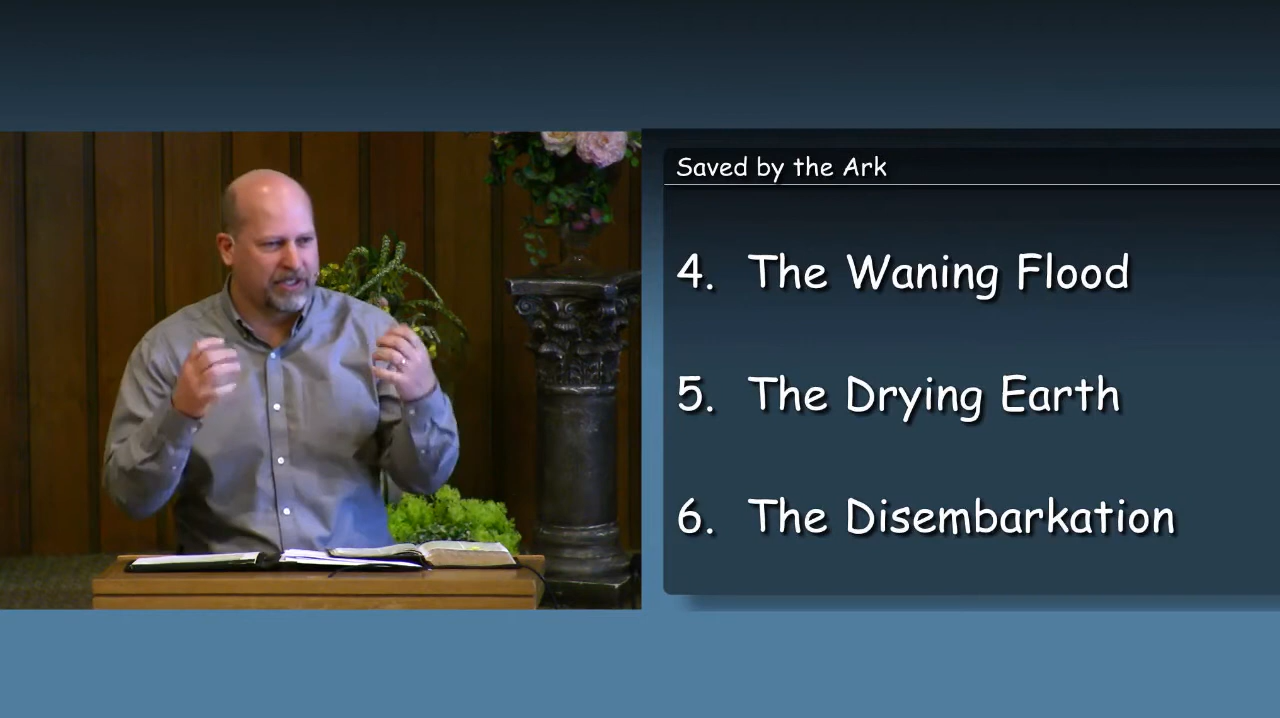 Saved by the Ark
4. The Waning Flood
5. The Drying Earth
6. The Disembarkation